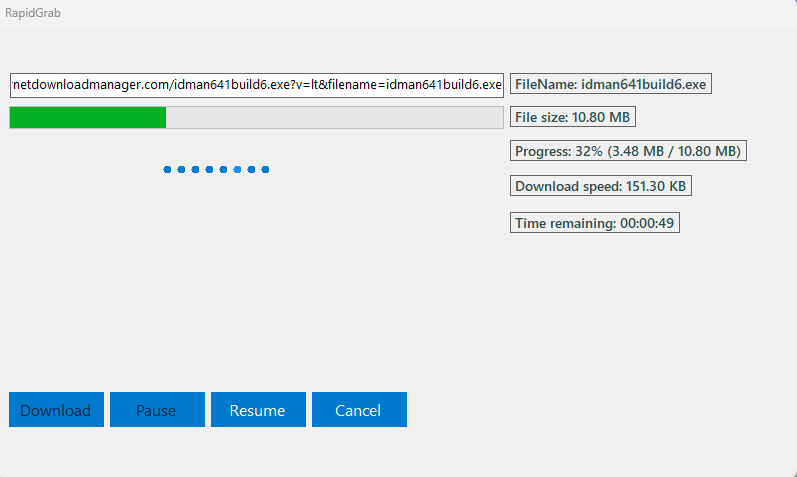 RapidGrab
netdownloadmanager.com/idman641build6.exe?v=lt&filename=idman641build6.exe
FileName: idman641build6.exe
File size: 10.80 MB
Progress: 32% (3.48 MB / 10.80 MB)
Download speed: 151.30 KB
Time remaining: 00:00:49
Download
Pause
Resume
Cancel